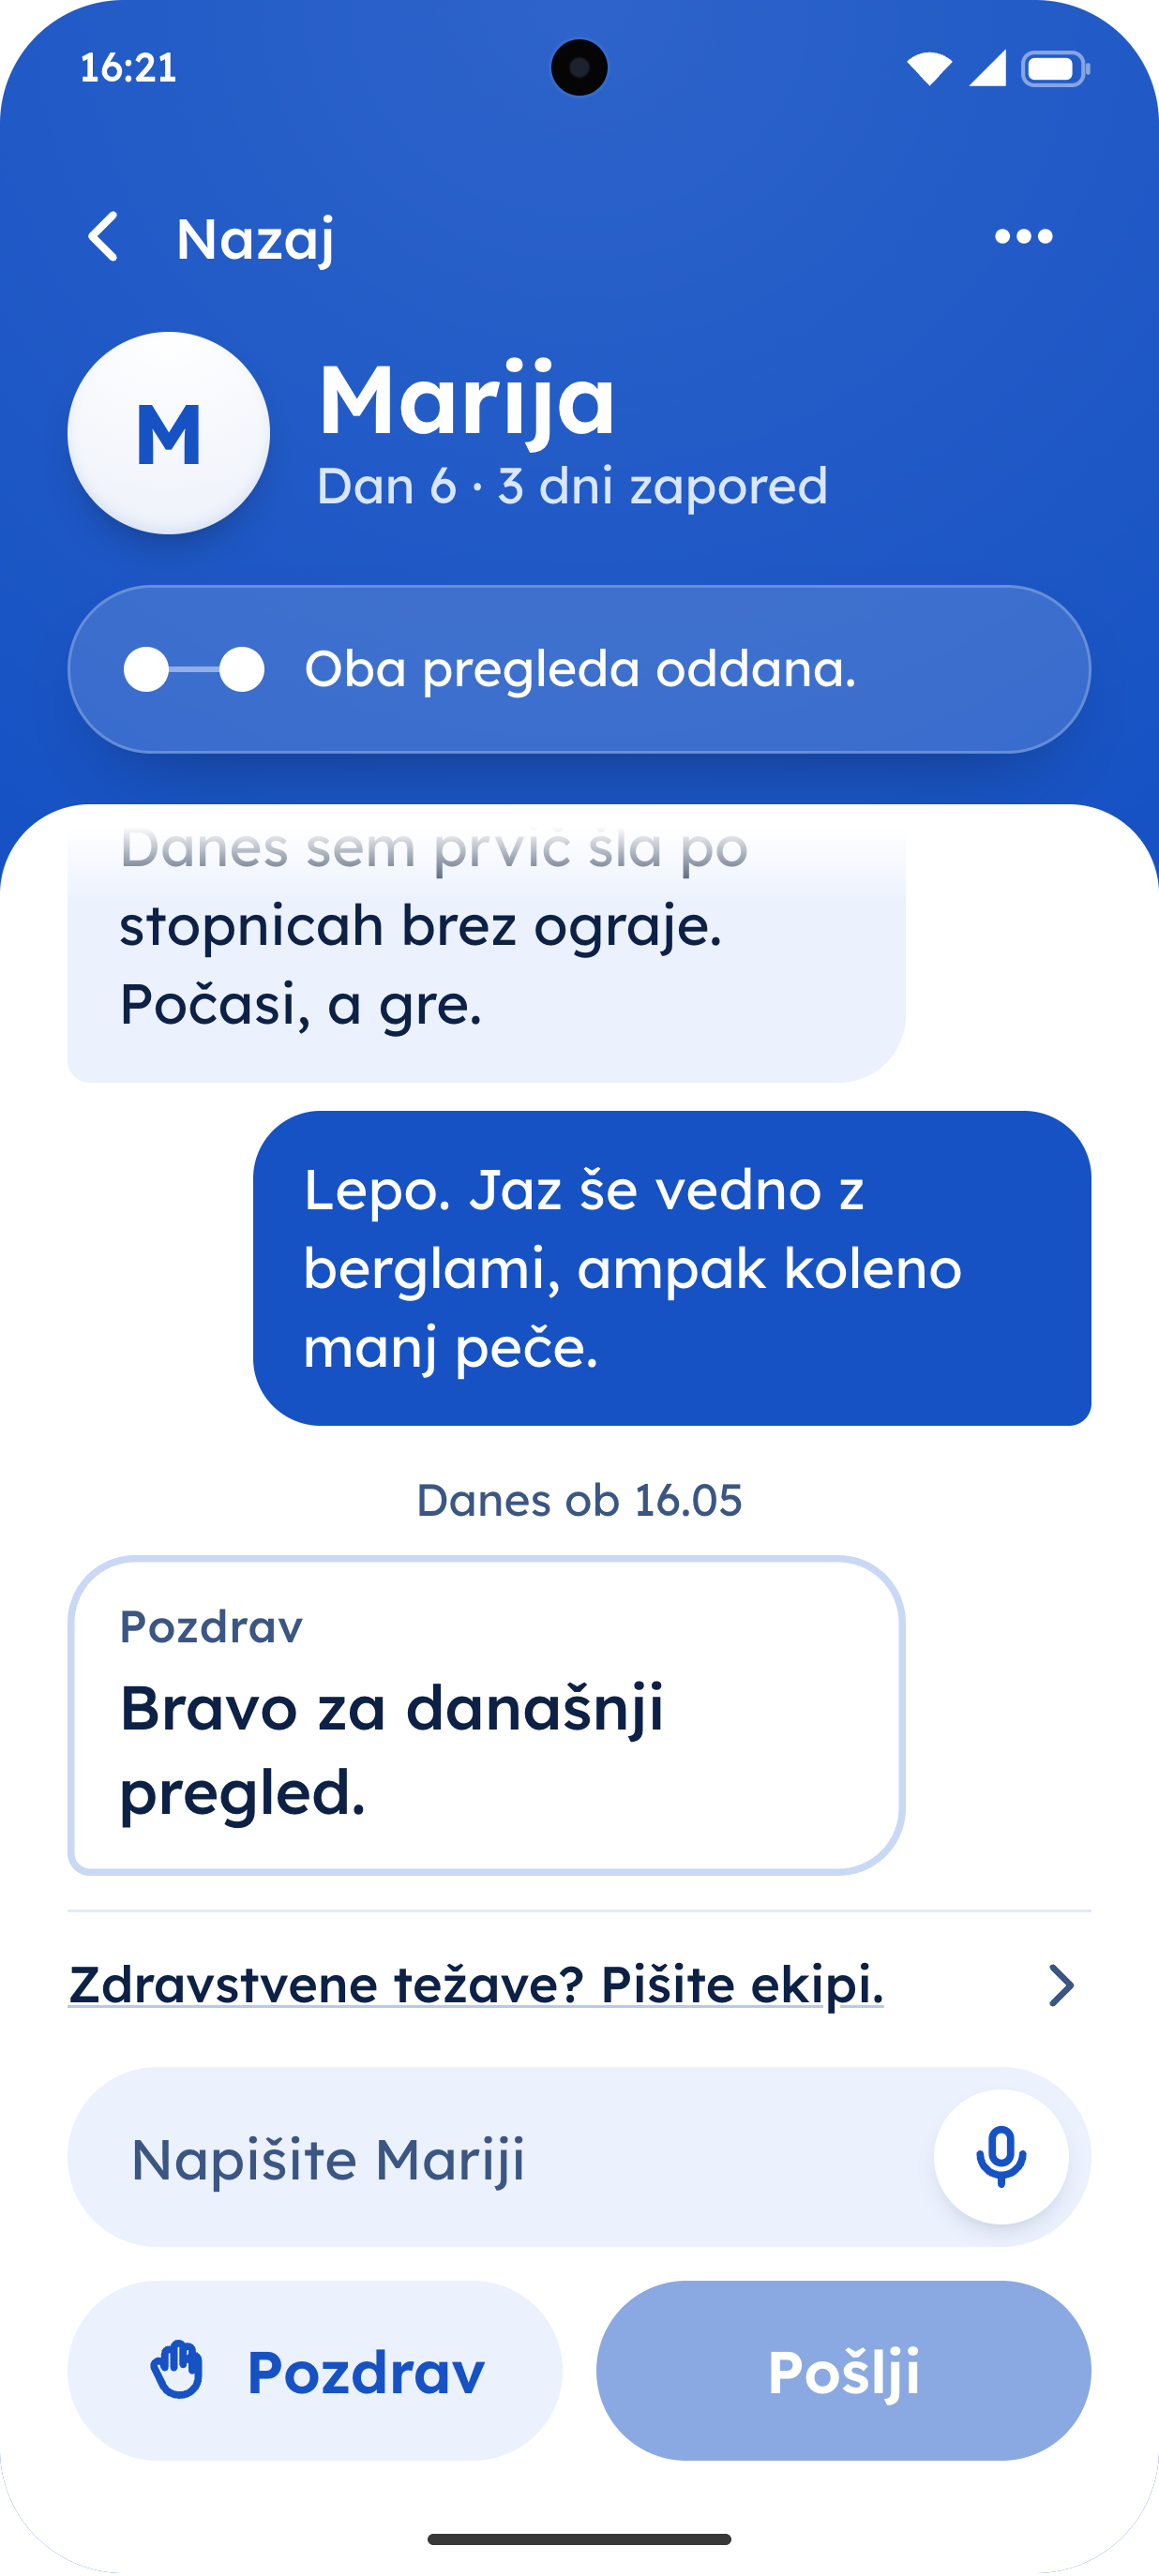 16:21
Nazaj
M
Marija
Dan 6 · 3 dni zapored
Oba pregleda oddana.
Danes sem prvič šla po
stopnicah brez ograje.
Počasi, a gre.
Lepo. Jaz še vedno z
berglami, ampak koleno
manj peče.
Danes ob 16.05
Pozdrav
Bravo za današnji
pregled.
Zdravstvene težave? Pišite ekipi.
Napišite Mariji
Pozdrav
Pošlji